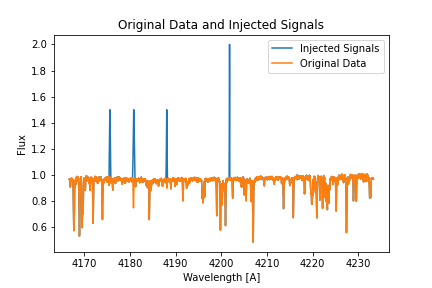 Original Data and Injected Signals
Injected Signals
Original Data
2.0
1.8
1.6
1.4
1.2
1.0
0.8
0.6
Flux
4170 4180 4190 4200 4210 4220 4230
Wavelength [A]